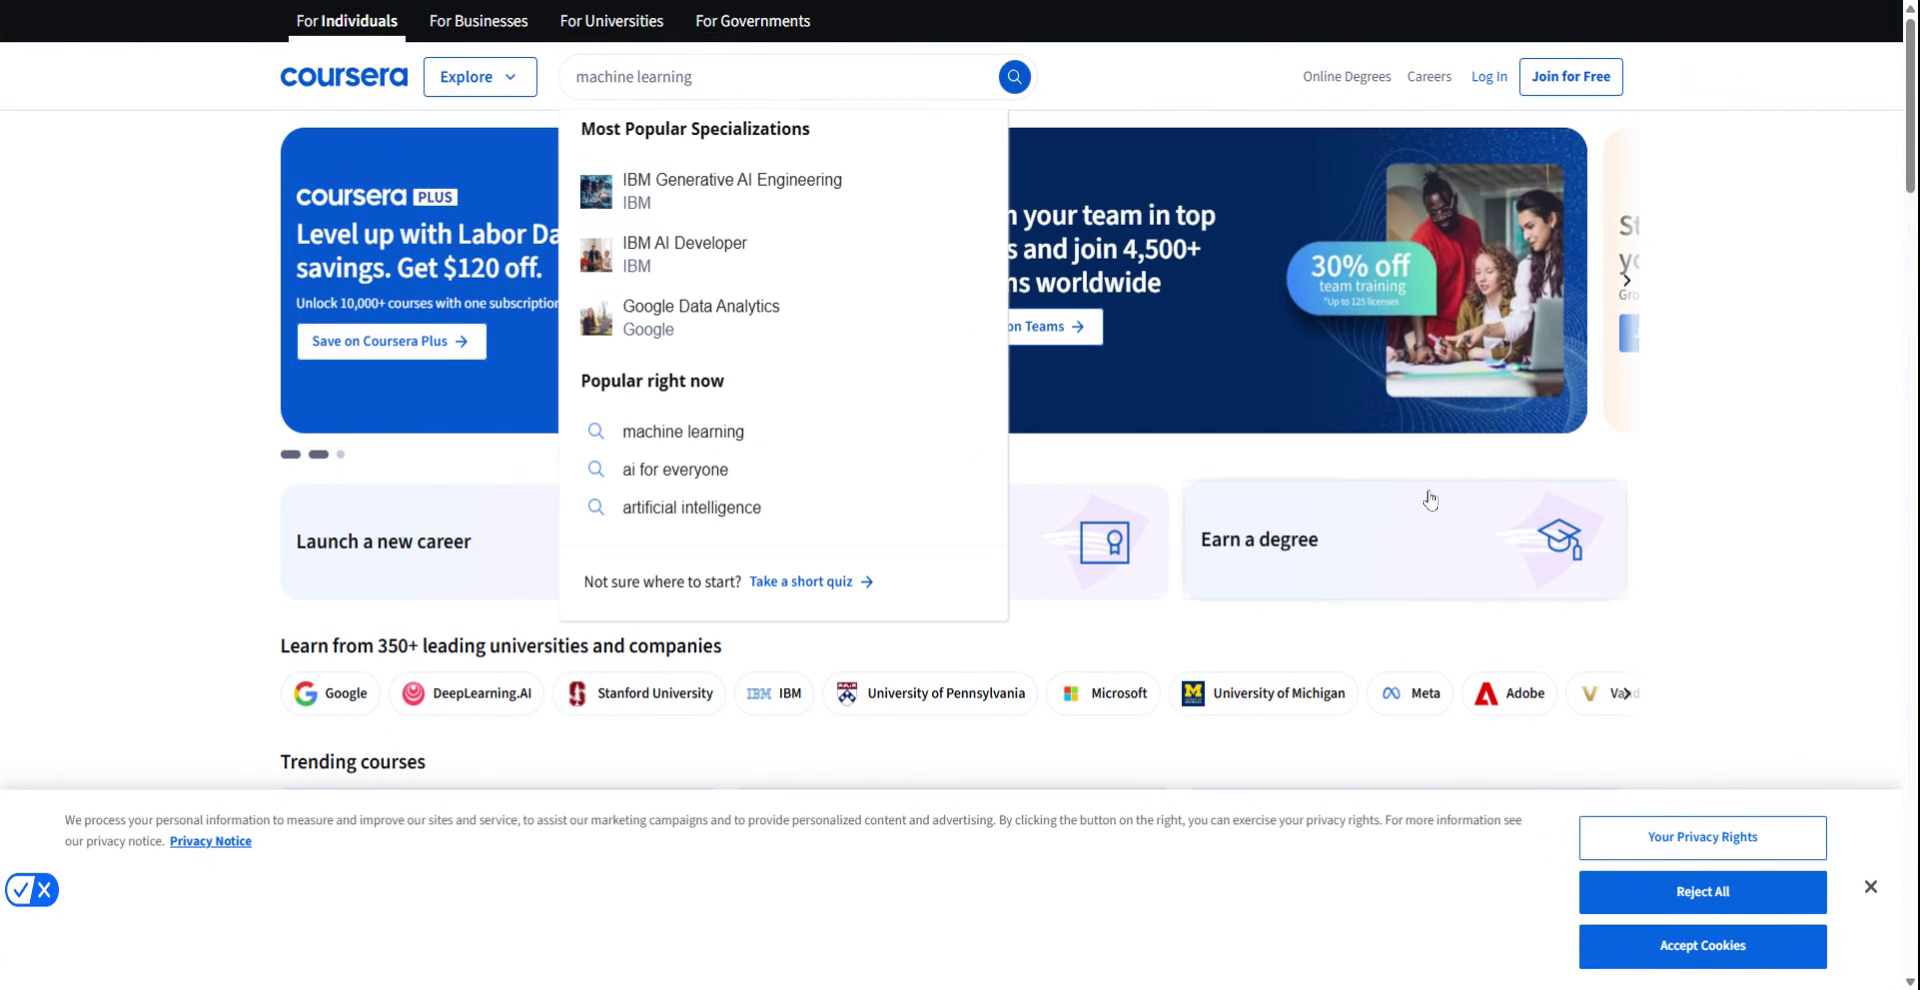 For Individuals
For Businesses
For Universities
For Governments
coursera
Explore
machine learning
Online Degrees
Careers
Log In
Join for Free
Most Popular Specializations
IBM Generative AI Engineering
IBM
IBM AI Developer
IBM
Google Data Analytics
Google
Popular right now
machine learning
ai for everyone
artificial intelligence
Not sure where to start? Take a short quiz
coursera PLUS
Level up with Labor Da
savings. Get $120 off.
Unlock 10,000+ courses with one subscription
Save on Coursera Plus
your team in top
s and join 4,500+
ns worldwide
on Teams
30% off
team training
*Up to 125 licenses
St
Gro
Launch a new career
Earn a degree
Learn from 350+ leading universities and companies
Google
DeepLearning.AI
Stanford University
IBM IBM
University of Pennsylvania
Microsoft
University of Michigan
Meta
Adobe
Trending courses
We process your personal information to measure and improve our sites and service, to assist our marketing campaigns and to provide personalized content and advertising. By clicking the button on the right, you can exercise your privacy rights. For more information see
our privacy notice. Privacy Notice
Your Privacy Rights
Reject All
Accept Cookies